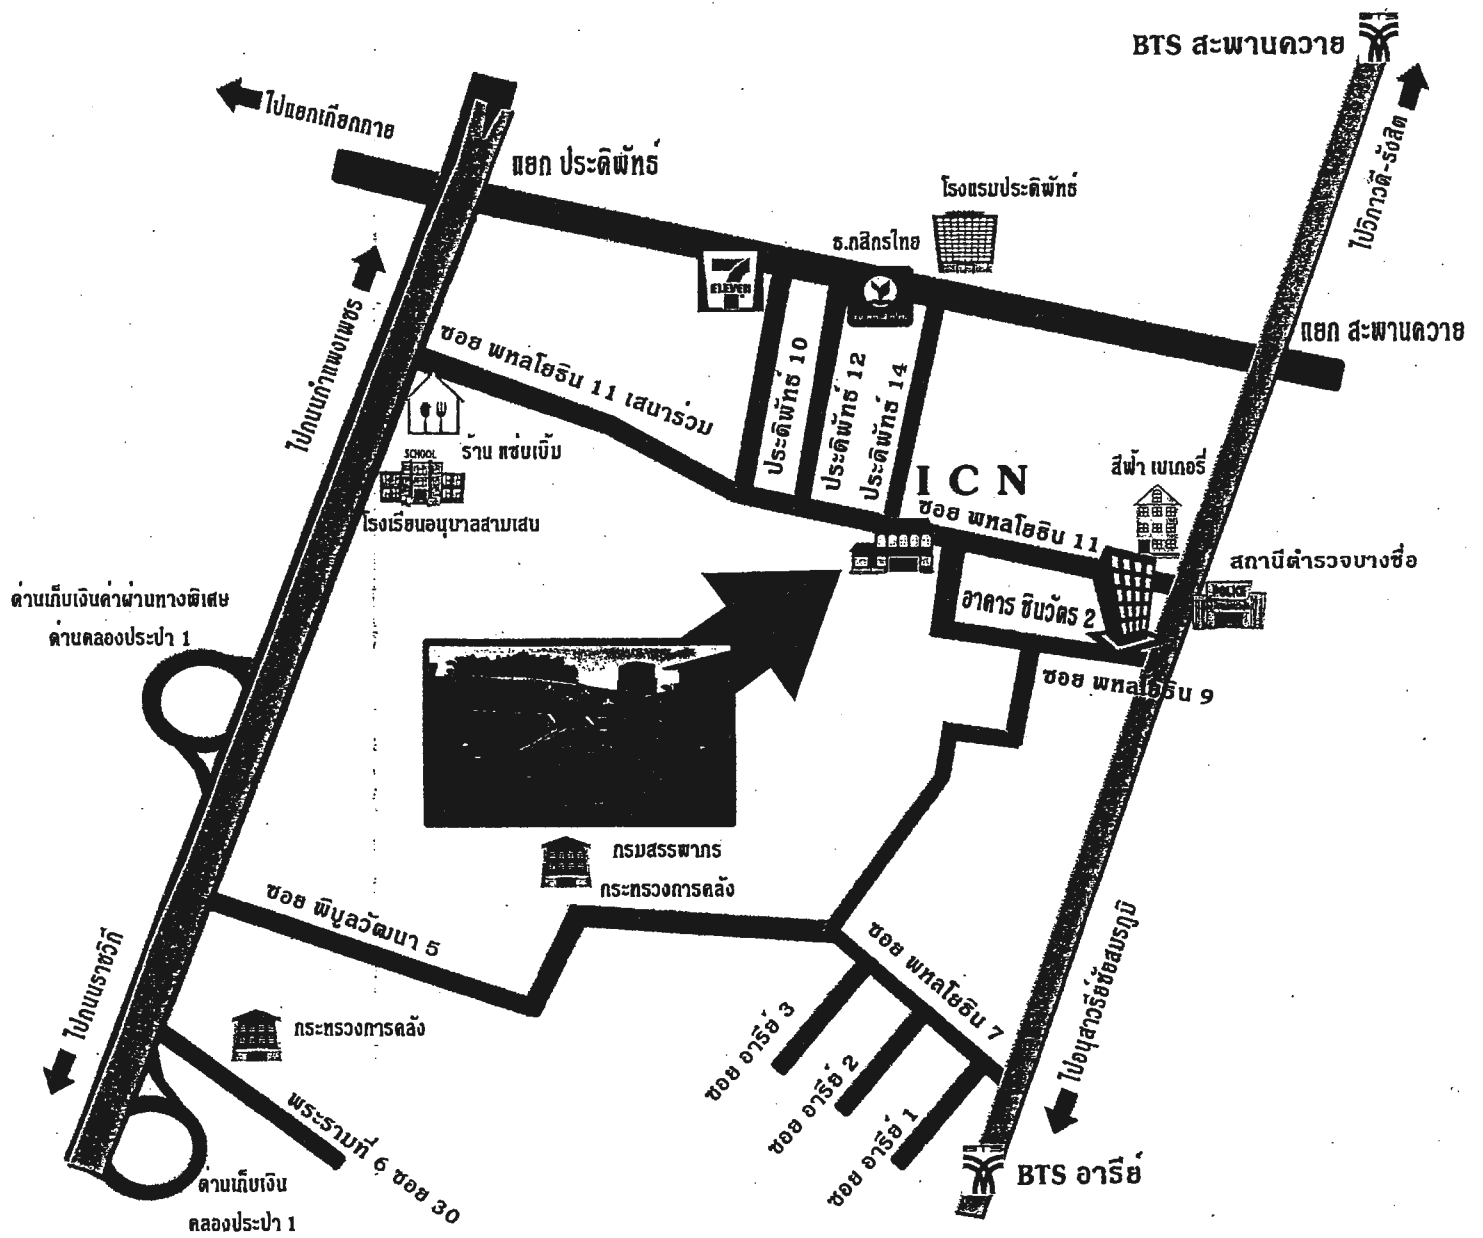 BTS สะพานควาย
ไปแยกเกียกกาย
แยก ประดิพัทธ์
โรงแรมประดิพัทธ์
ธ.กสิกรไทย
ไปวิภาวดี-รังสิต
7
ELEVEN
แยก สะพานควาย
ไปถนนกำแพงเพชร
ซอย พหลโยธิน 11 เสนาร่วม
ประดิพัทธ์ 10
ประดิพัทธ์ 12
ประดิพัทธ์ 14
ร้าน แซ่บเบิ้ม
SCHOOL
โรงเรียนอนุบาลสามเสน
ICN
ซอย พหลโยธิน 11
สีฟ้า เบเกอรี่
สถานีตำรวจบางซื่อ
POLICE
อาคาร ชินวัตร 2
ซอย พหลโยธิน 9
ด่านเก็บเงินค่าผ่านทางพิเศษ
ด่านคลองประปา 1
กรมสรรพากร
กระทรวงการคลัง
ซอย พิบูลวัฒนา 5
ซอย พหลโยธิน 7
ไปถนนราชวิถี
กระทรวงการคลัง
ซอย อารีย์ 3
ซอย อารีย์ 2
ซอย อารีย์ 1
ไปอนุสาวรีย์ชัยสมรภูมิ
พระรามที่ 6 ซอย 30
BTS อารีย์
ด่านเก็บเงิน
คลองประปา 1